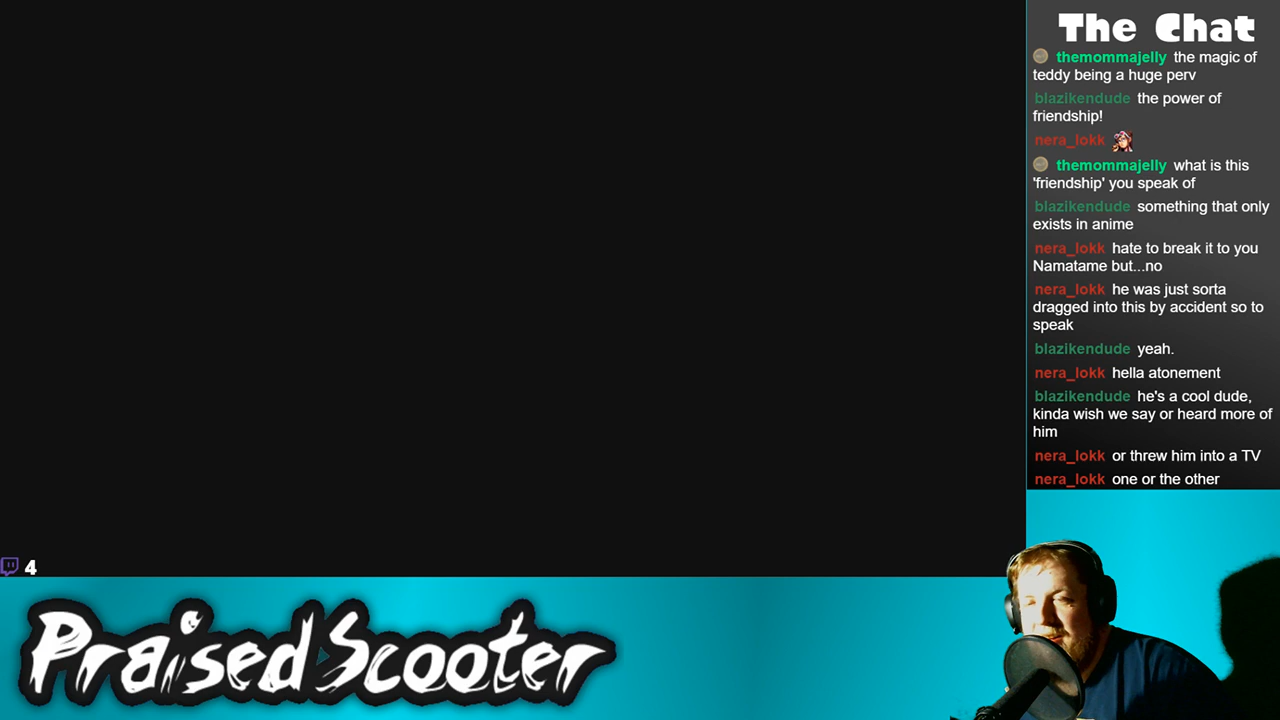 The Chat
themommajelly the magic of
teddy being a huge perv
blazikendude the power of
friendship!
nera_lokk
themommajelly what is this
'friendship' you speak of
blazikendude something that only
exists in anime
nera_lokk hate to break it to you
Namatame but...no
nera_lokk he was just sorta
dragged into this by accident so to
speak
blazikendude yeah.
nera_lokk hella atonement
blazikendude he's a cool dude,
kinda wish we say or heard more of
him
nera_lokk or threw him into a TV
nera_lokk one or the other
4
PraisedScooter